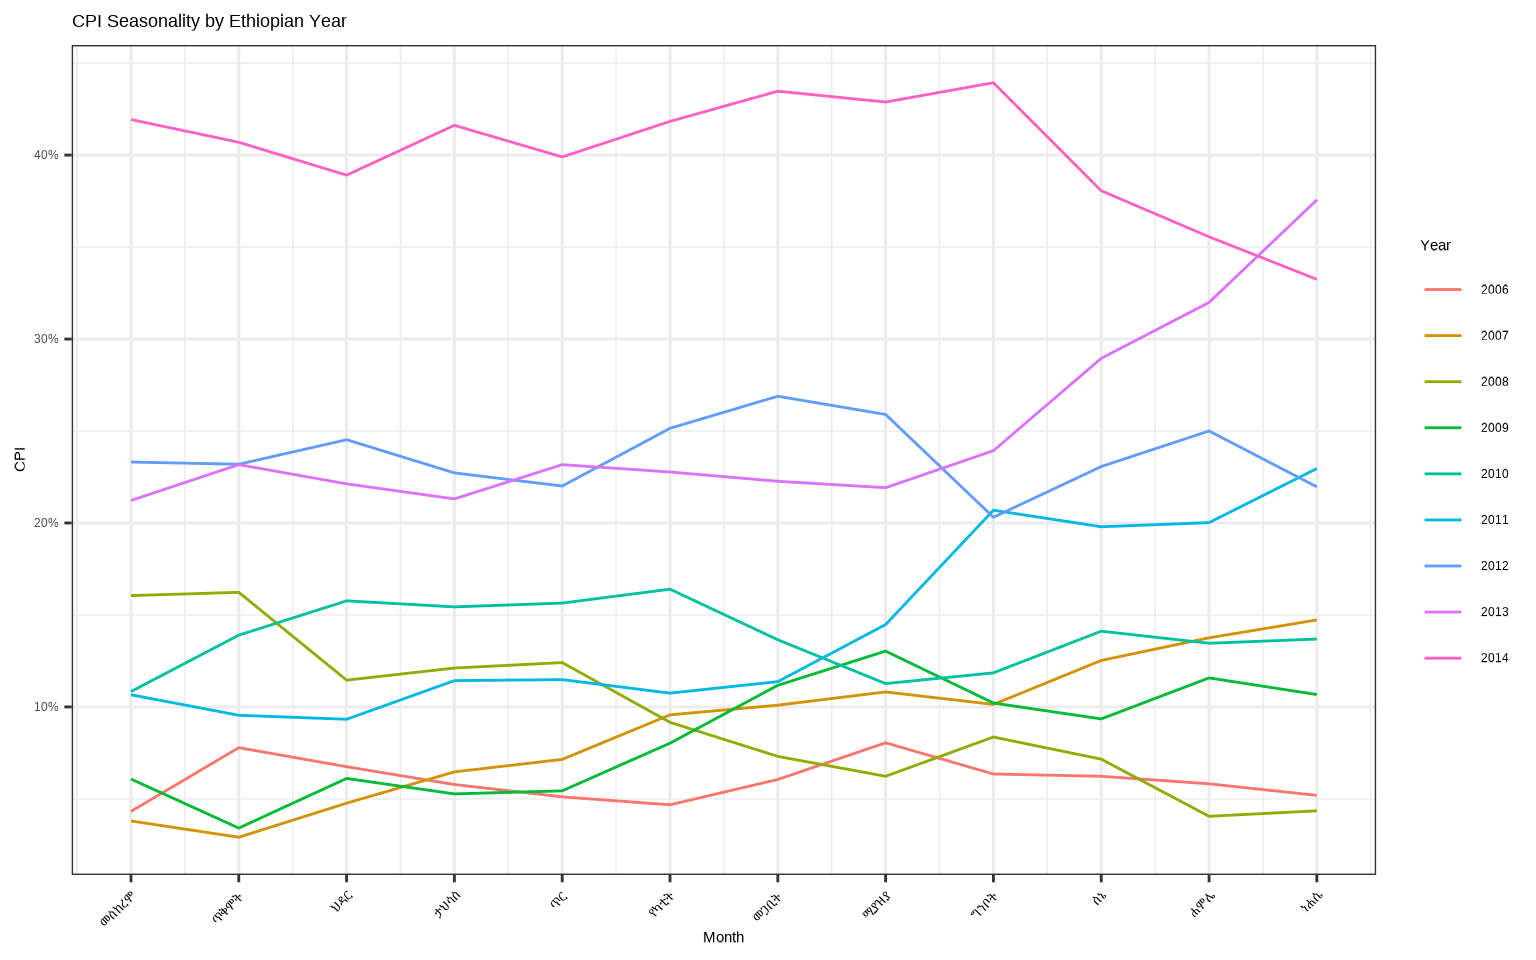 CPI Seasonality by Ethiopian Year
40%
30%
20%
10%
CPI
መስከረም
ጥቅምት
ህዳር
ታህሳስ
ጥር
የካቲት
መጋቢት
ሚያዚያ
ግንቦት
ሰኔ
ሐምሌ
ነሐሴ
Month
Year
2006
2007
2008
2009
2010
2011
2012
2013
2014